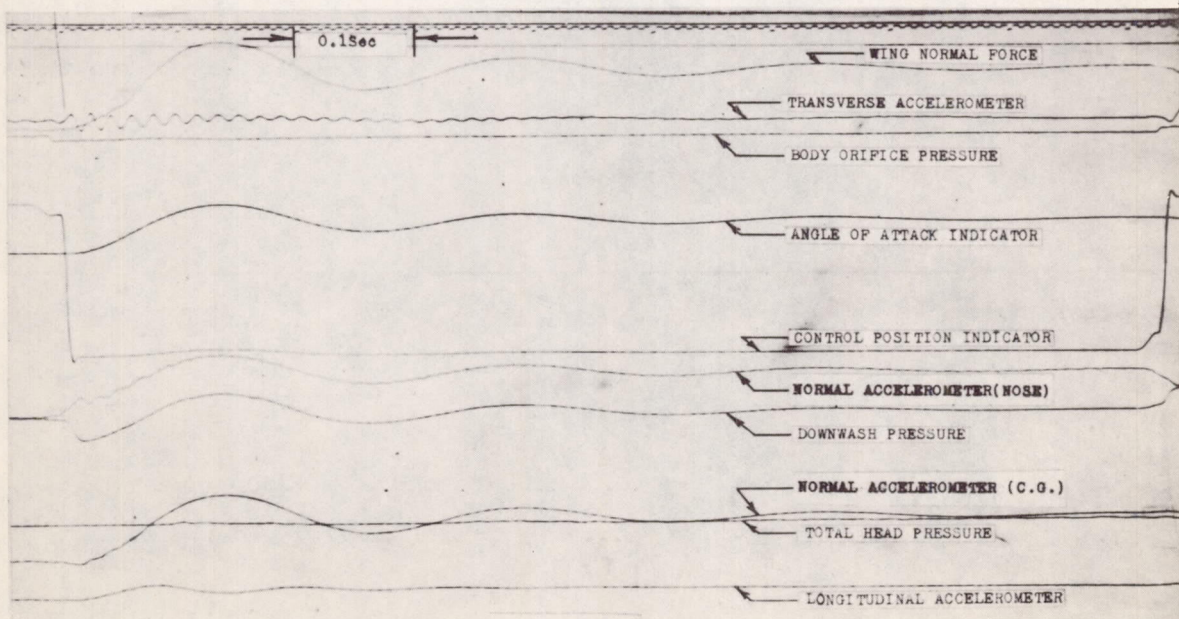 0.1Sec
WING NORMAL FORCE
TRANSVERSE ACCELEROMETER
BODY ORIFICE PRESSURE
ANGLE OF ATTACK INDICATOR
CONTROL POSITION INDICATOR
NORMAL ACCELEROMETER(NOSE)
DOWNWASH PRESSURE
NORMAL ACCELEROMETER (C.G.)
TOTAL HEAD PRESSURE
LONGITUDINAL ACCELEROMETER